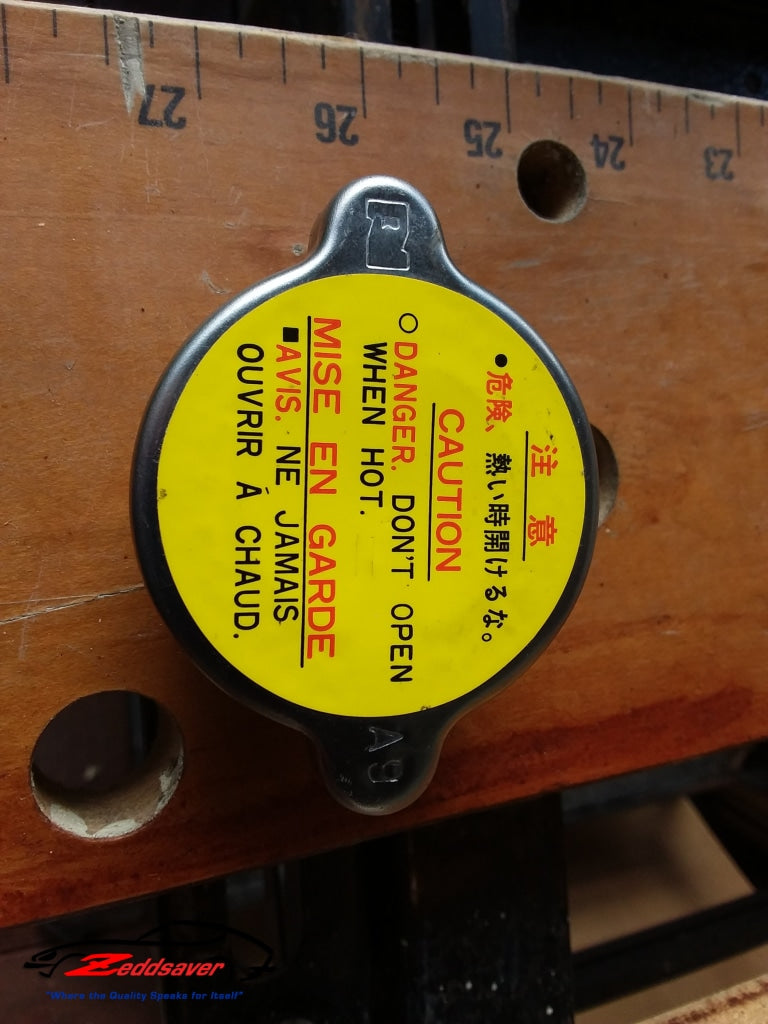 27 26 25 24 23
注意
●危険、熱い時開けるな。
CAUTION
○DANGER. DON'T OPEN
WHEN HOT.
MISE EN GARDE
■AVIS. NE JAMAIS
OUVRIR Á CHAUD.
A 9
Zeddsaver
"Where the Quality Speaks for Itself"